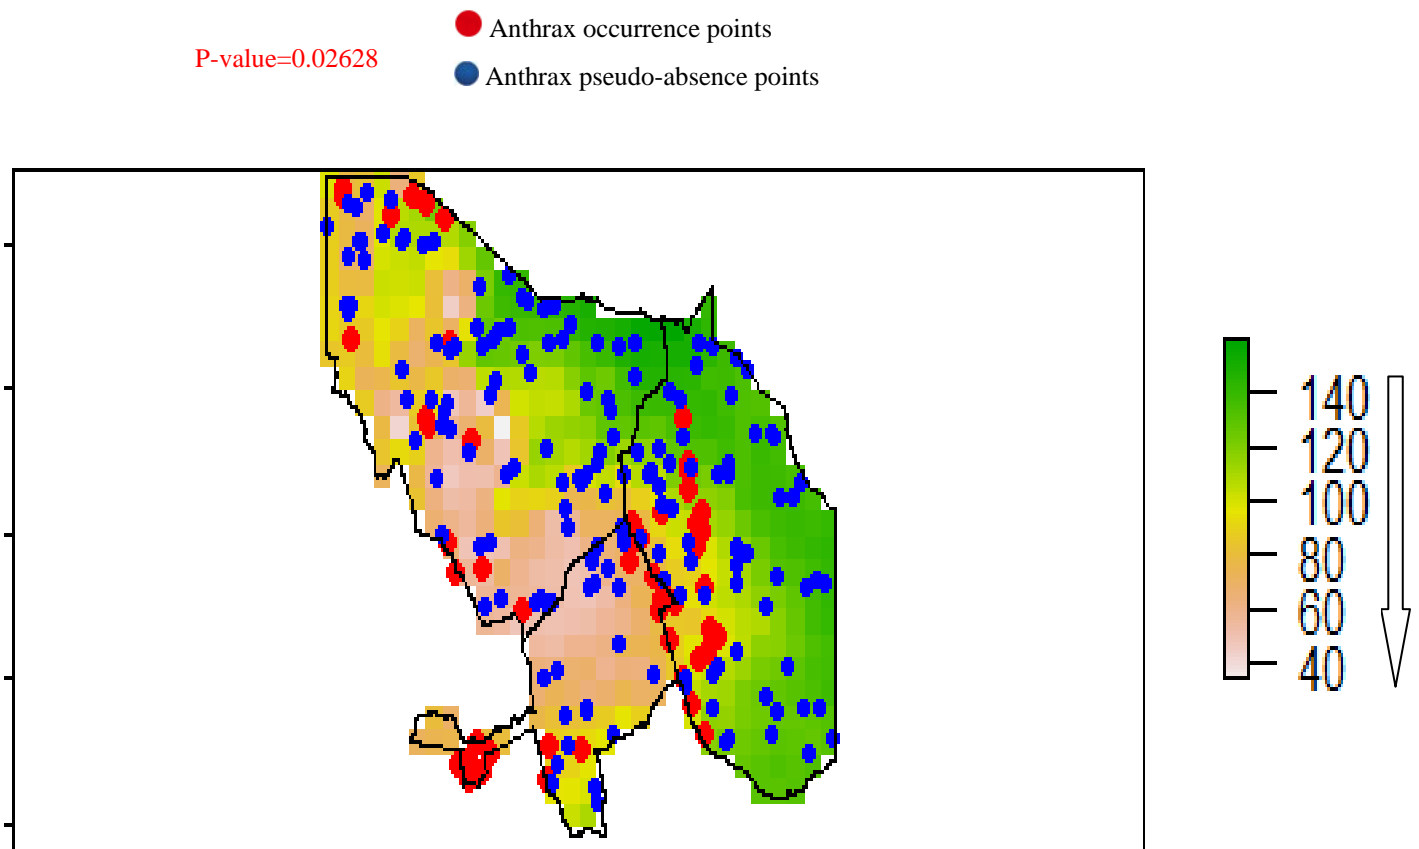 Anthrax occurrence points
P-value=0.02628
Anthrax pseudo-absence points
140
120
100
80
60
40